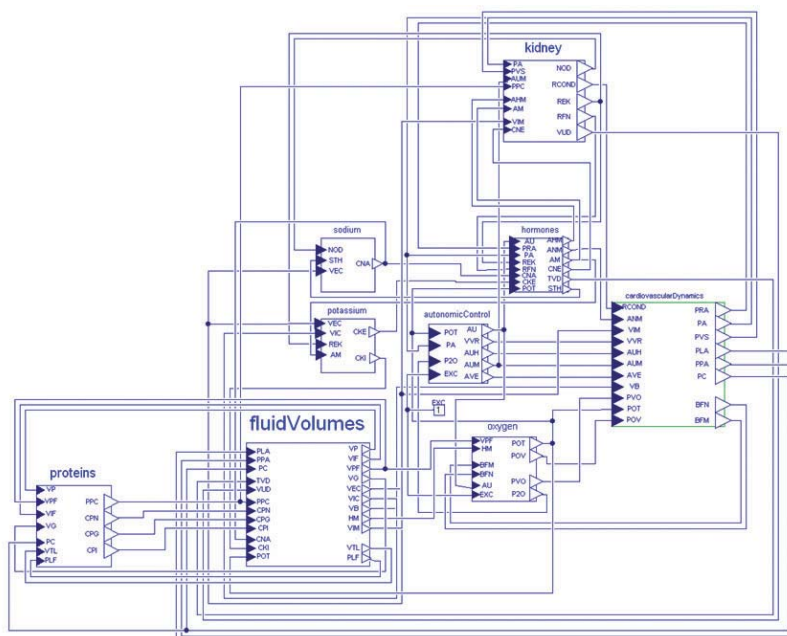 kidney
PA
PVS
AUM
PPC
AHM
AM
VIM
CNE
NOD
RCOND
REK
RFN
VUD
sodium
NOD
STH
VEC
CNA
hormones
AU
PRA
PA
REK
RFN
CNA
CKE
POT
AHM
ANM
AM
CNE
TVD
STH
potassium
VEC
VIC
REK
AM
CKE
CKI
autonomicControl
POT
PA
P2O
EXC
AU
VVR
AUH
AUM
AVE
cardiovascularDynamics
RCOND
ANM
VIM
VVR
AUH
AUM
AVE
VB
PVO
POT
POV
PRA
PA
PVS
PLA
PPA
PC
BFN
BFM
EXC
1
fluidVolumes
PLA
PPA
PC
TVD
VUD
PPC
CPN
CPG
CPI
CNA
CKI
POT
VP
VIF
VPF
VG
VEC
VIC
VB
HM
VIM
VTL
PLF
oxygen
VPF
HM
BFM
BFN
AU
EXC
POT
POV
PVO
P2O
proteins
VP
VPF
VIF
VG
PC
VTL
PLF
PPC
CPN
CPG
CPI